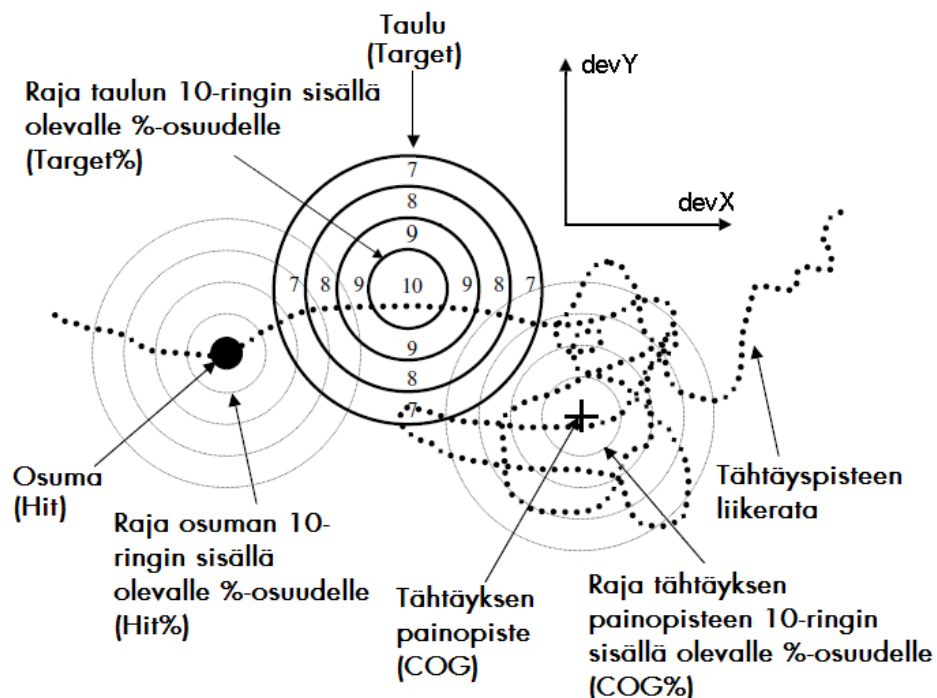 Taulu
(Target)
devY
devX
Raja taulun 10-ringin sisällä
olevalle %-osuudelle
(Target%)
7
8
9
7 8 9 10 9 8 7
9
8
7
Osuma
(Hit)
Raja osuman 10-
ringin sisällä
olevalle %-osuudelle
(Hit%)
Tähtäyksen
painopiste
(COG)
Tähtäyspisteen
liikerata
Raja tähtäyksen
painopisteen 10-ringin
sisällä olevalle %-osuudelle
(COG%)